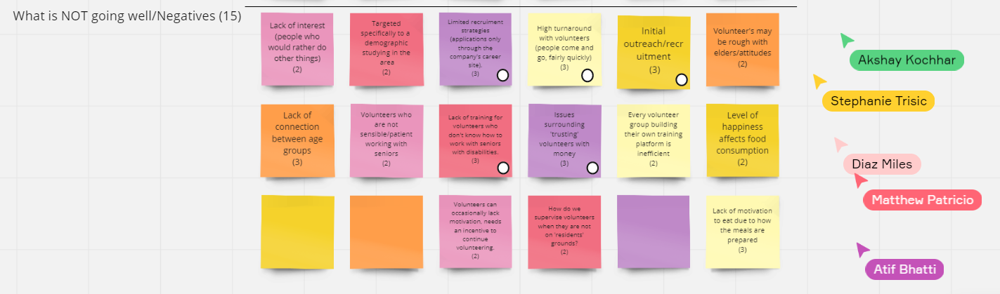 What is NOT going well/Negatives (15)
Lack of interest
(people who
would rather do
other things)
(2)
Targeted
specifically to a
demographic
studying in the
area
(2)
Limited recruiment
strategies
(applications only
through the
company's career
site).
(3)
High turnaround
with volunteers
(people come and
go, fairly quickly)
(3)
Initial
outreach/recr
uitment
(3)
Volunteer's may
be rough with
elders/attitudes
(2)
Lack of
connection
between age
groups
(3)
Volunteers who
are not
sensible/patient
working with
seniors
(2)
Lack of training for
volunteers who
don't know how to
work with seniors
with disabilities.
(3)
Issues
surrounding
'trusting'
volunteers with
money
(3)
Every volunteer
group building
their own training
platform is
inefficient
(2)
Level of
happiness
affects food
consumption
(2)
Volunteers can
occasionally lack
motivation, needs
an incentive to
continue
volunteering.
(2)
How do we
supervise volunteers
when they are not
on 'residents'
grounds?
(2)
Lack of motivation
to eat due to how
the meals are
prepared
(3)
Akshay Kochhar
Stephanie Trisic
Diaz Miles
Matthew Patricio
Atif Bhatti